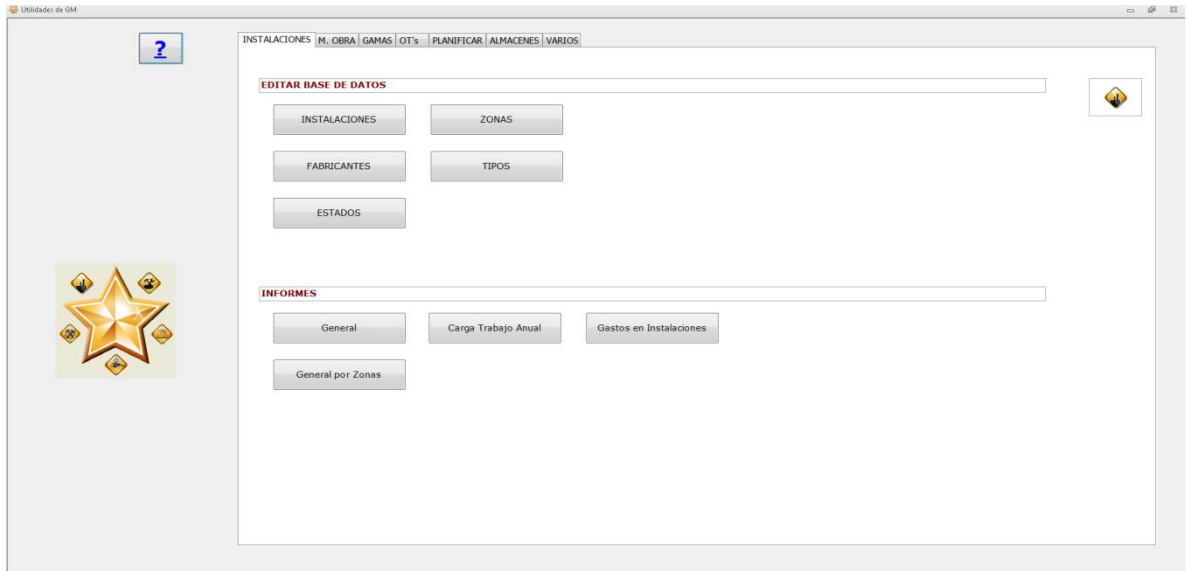 Utilidades de GM
?
INSTALACIONES M. OBRA GAMAS OT's PLANIFICAR ALMACENES VARIOS
EDITAR BASE DE DATOS
INSTALACIONES ZONAS
FABRICANTES TIPOS
ESTADOS
INFORMES
General Carga Trabajo Anual Gastos en Instalaciones
General por Zonas